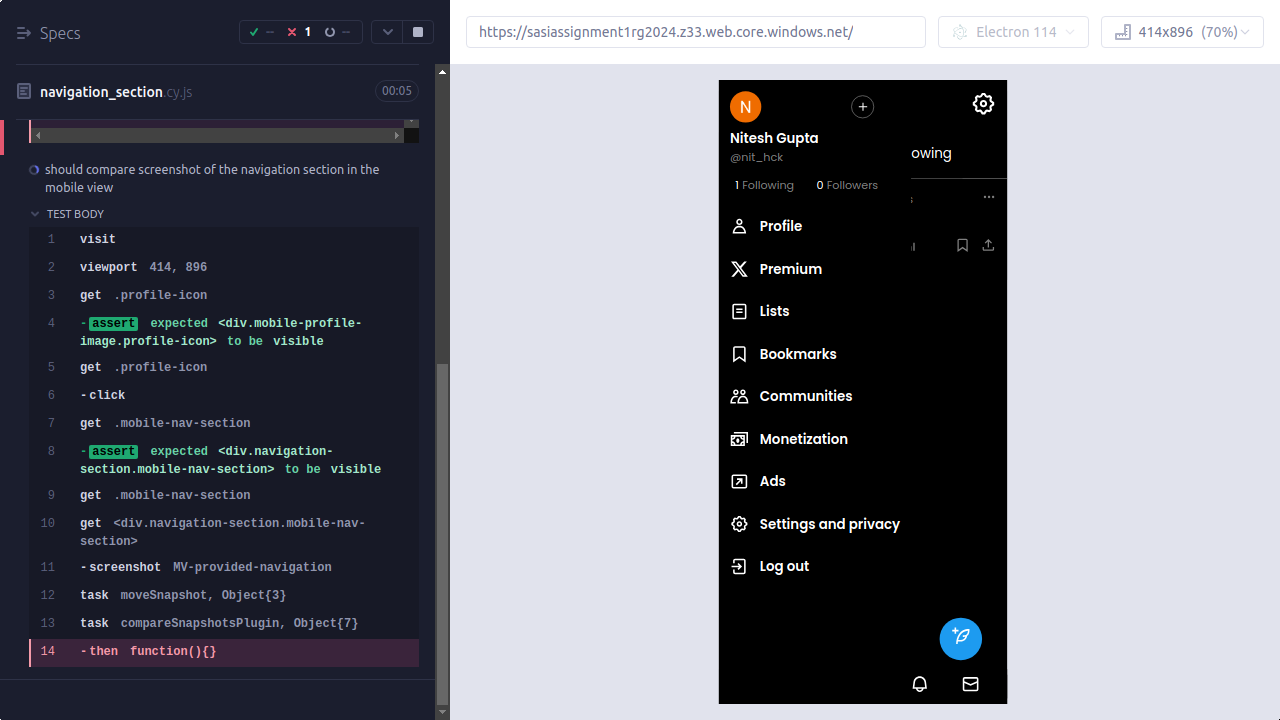 Specs
--
1
--
navigation_section.cy.js
00:05
should compare screenshot of the navigation section in the
mobile view
TEST BODY
1 visit
2 viewport 414, 896
3 get .profile-icon
4 -assert expected <div.mobile-profile-
image.profile-icon> to be visible
5 get .profile-icon
6 -click
7 get .mobile-nav-section
8 -assert expected <div.navigation-
section.mobile-nav-section> to be visible
9 get .mobile-nav-section
10 get <div.navigation-section.mobile-nav-
section>
11 -screenshot MV-provided-navigation
12 task moveSnapshot, Object{3}
13 task compareSnapshotsPlugin, Object{7}
14 -then function(){}
https://sasiassignment1rg2024.z33.web.core.windows.net/
Electron 114
414x896 (70%)
N
Nitesh Gupta
@nit_hck
owing
1 Following 0 Followers
Profile
Premium
Lists
Bookmarks
Communities
Monetization
Ads
Settings and privacy
Log out